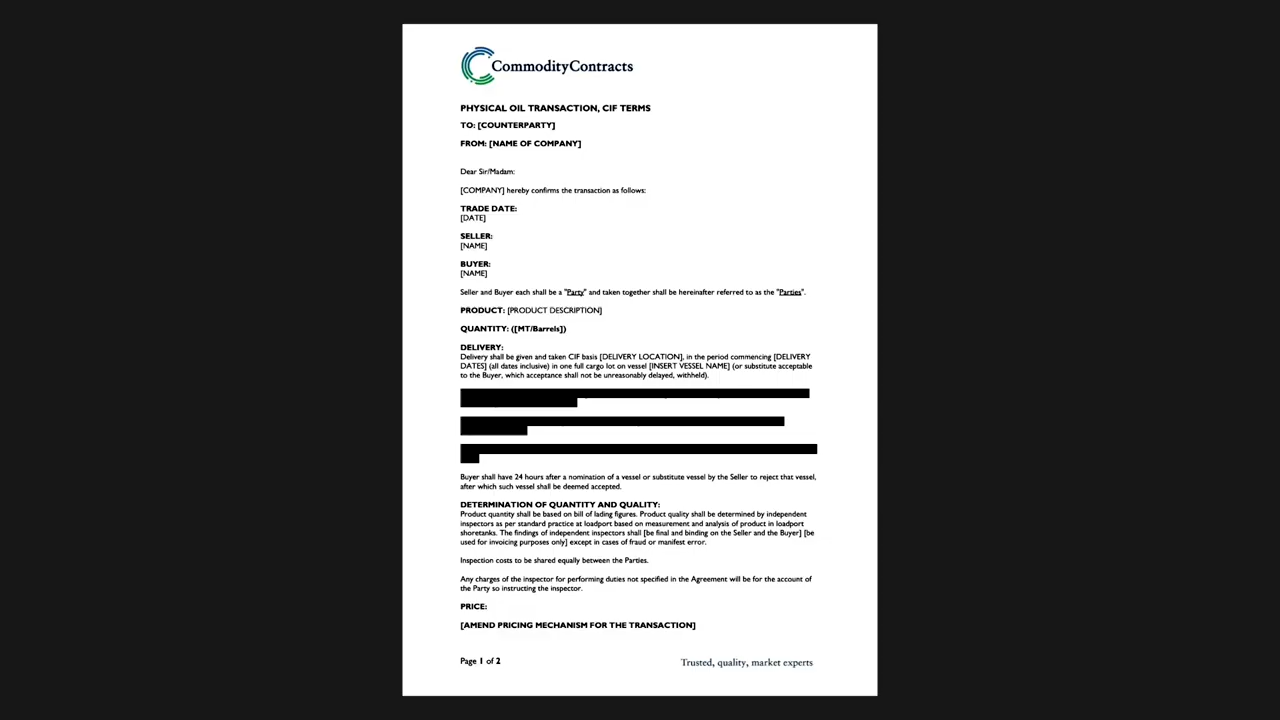 CommodityContracts
PHYSICAL OIL TRANSACTION, CIF TERMS
TO: [COUNTERPARTY]
FROM: [NAME OF COMPANY]
Dear Sir/Madam:
[COMPANY] hereby confirms the transaction as follows:
TRADE DATE:
[DATE]
SELLER:
[NAME]
BUYER:
[NAME]
Seller and Buyer each shall be a "Party" and taken together shall be hereinafter referred to as the "Parties".
PRODUCT: [PRODUCT DESCRIPTION]
QUANTITY: ([MT/Barrels])
DELIVERY:
Delivery shall be given and taken CIF basis [DELIVERY LOCATION], in the period commencing [DELIVERY
DATES] (all dates inclusive) in one full cargo lot on vessel [INSERT VESSEL NAME] (or substitute acceptable
to the Buyer, which acceptance shall not be unreasonably delayed, withheld).
Buyer shall have 24 hours after a nomination of a vessel or substitute vessel by the Seller to reject that vessel,
after which such vessel shall be deemed accepted.
DETERMINATION OF QUANTITY AND QUALITY:
Product quantity shall be based on bill of lading figures. Product quality shall be determined by independent
inspectors as per standard practice at loadport based on measurement and analysis of product in loadport
shoretanks. The findings of independent inspectors shall [be final and binding on the Seller and the Buyer] [be
used for invoicing purposes only] except in cases of fraud or manifest error.
Inspection costs to be shared equally between the Parties.
Any charges of the inspector for performing duties not specified in the Agreement will be for the account of
the Party so instructing the inspector.
PRICE:
[AMEND PRICING MECHANISM FOR THE TRANSACTION]
Page 1 of 2
Trusted, quality, market experts